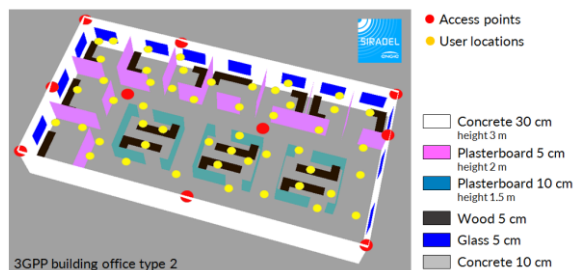 SIRADEL
Access points
User locations
Concrete 30 cm
height 3 m
Plasterboard 5 cm
height 2 m
Plasterboard 10 cm
height 1.5 m
Wood 5 cm
Glass 5 cm
Concrete 10 cm
3GPP building office type 2